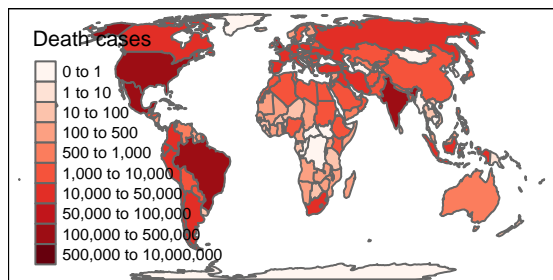 Death cases
0 to 1
1 to 10
10 to 100
100 to 500
500 to 1,000
1,000 to 10,000
10,000 to 50,000
50,000 to 100,000
100,000 to 500,000
500,000 to 10,000,000